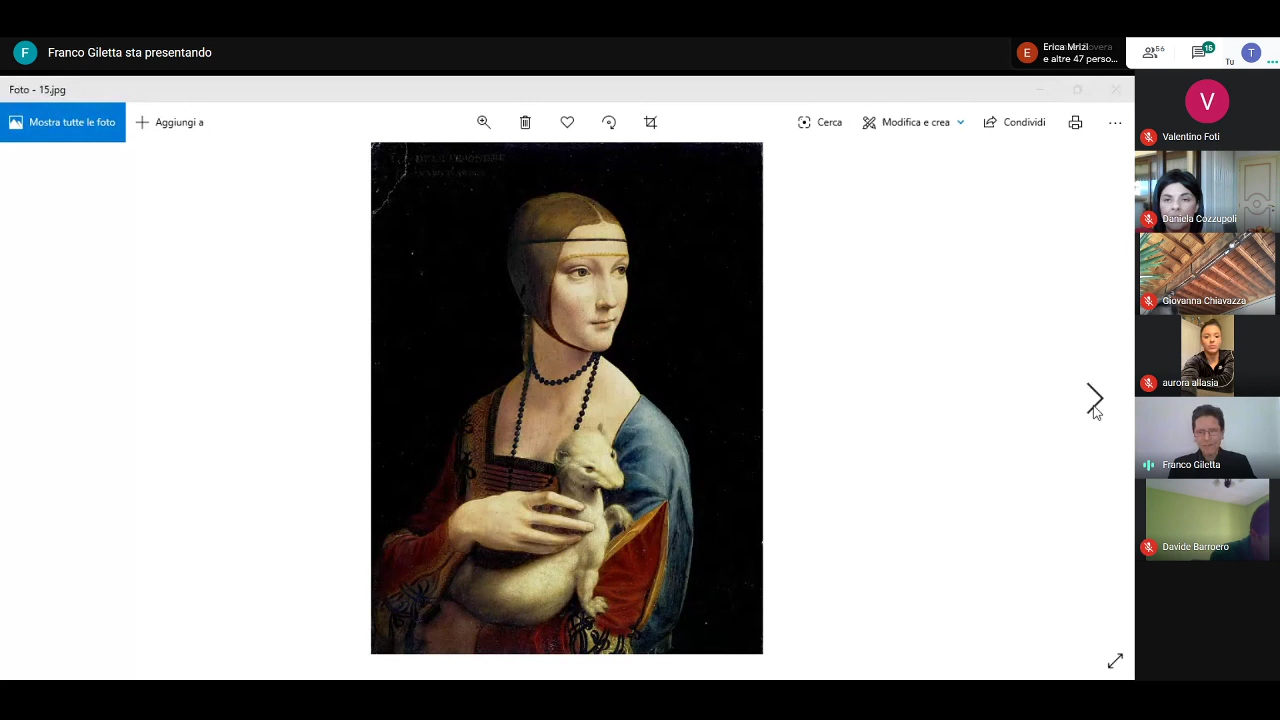 F
Franco Giletta sta presentando
E
Erica Mrizi
e altre 47 perso...
56
15
Tu
T
Foto - 15.jpg
Mostra tutte le foto
Aggiungi a
Cerca
Modifica e crea
Condividi
V
Valentino Foti
Daniela Cozzupoli
Giovanna Chiavazza
aurora allasia
Franco Giletta
Davide Barroero